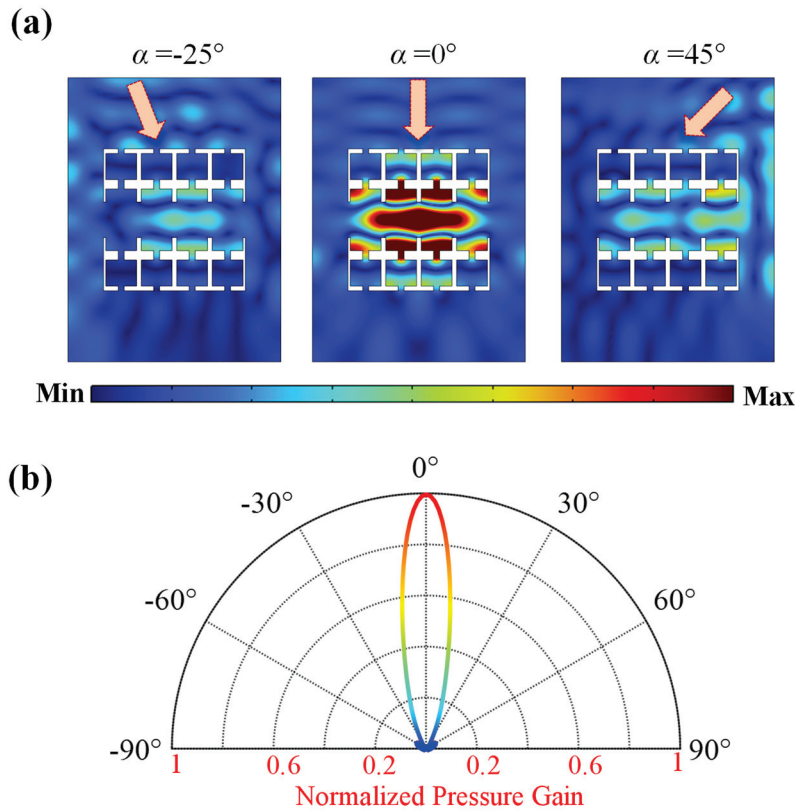 (a)
α =-25° α =0° α =45°
Min Max
(b)
0°
-30° 30°
-60° 60°
-90° 90°
1 0.6 0.2 0.2 0.6 1
Normalized Pressure Gain